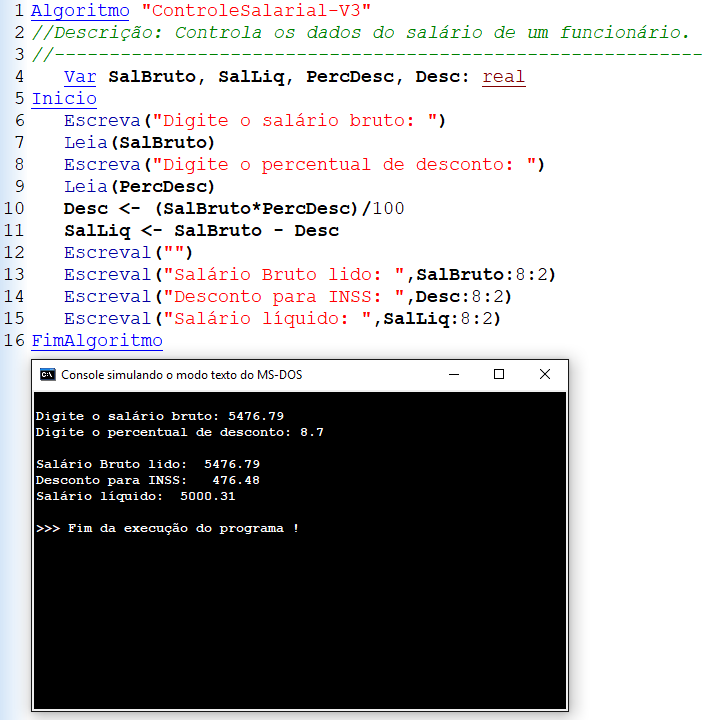 1 Algoritmo "ControleSalarial-V3"
2 //Descrição: Controla os dados do salário de um funcionário.
3 //-----------------------------------------------------------
4 Var SalBruto, SalLiq, PercDesc, Desc: real
5 Inicio
6 Escreva("Digite o salário bruto: ")
7 Leia(SalBruto)
8 Escreva("Digite o percentual de desconto: ")
9 Leia(PercDesc)
10 Desc <- (SalBruto*PercDesc)/100
11 SalLiq <- SalBruto - Desc
12 Escreval("")
13 Escreval("Salário Bruto lido: ",SalBruto:8:2)
14 Escreval("Desconto para INSS: ",Desc:8:2)
15 Escreval("Salário líquido: ",SalLiq:8:2)
16 FimAlgoritmo
C:\ Console simulando o modo texto do MS-DOS
Digite o salário bruto: 5476.79
Digite o percentual de desconto: 8.7
Salário Bruto lido:  5476.79
Desconto para INSS:   476.48
Salário líquido:  5000.31
>>> Fim da execução do programa !